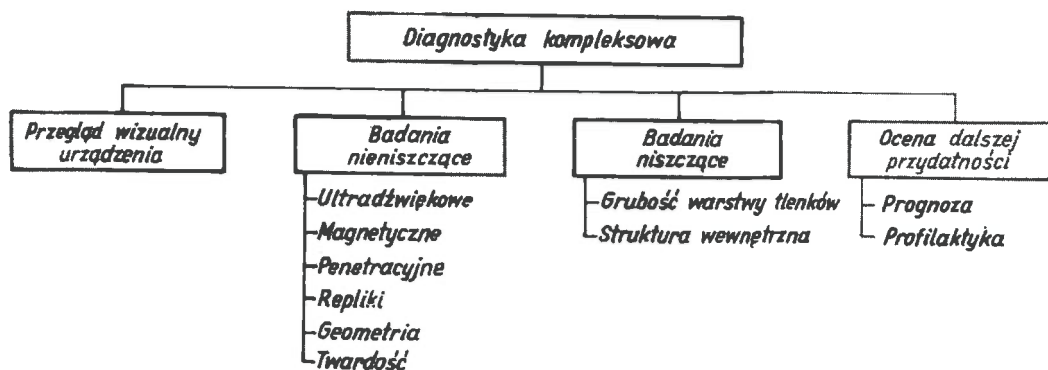 Diagnostyka kompleksowa
Przegląd wizualny
urządzenia
Badania
nieniszczące
Ultradźwiękowe
Magnetyczne
Penetracyjne
Repliki
Geometria
Twardość
Badania
niszczące
Grubość warstwy tlenków
Struktura wewnętrzna
Ocena dalszej
przydatności
Prognoza
Profilaktyka